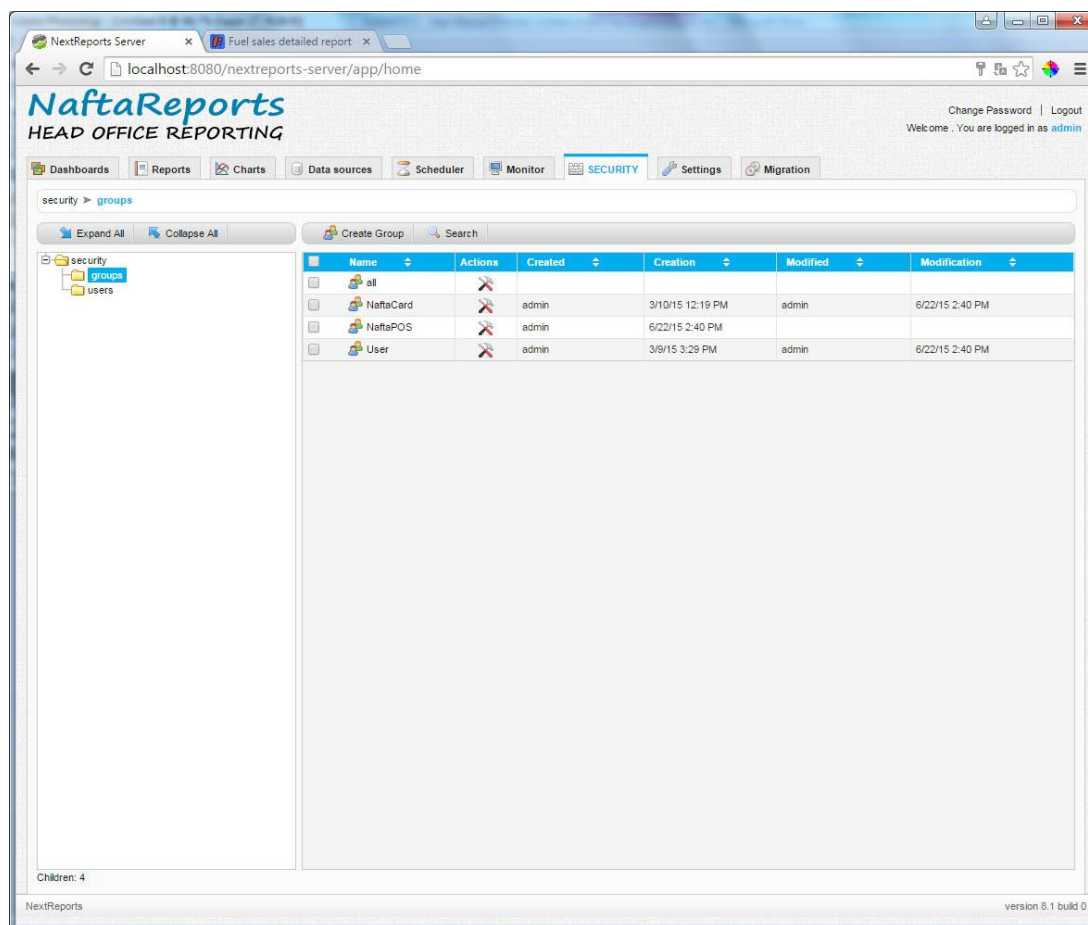 NextReports Server
Fuel sales detailed report
localhost:8080/nextreports-server/app/home
NaftaReports
HEAD OFFICE REPORTING
Change Password | Logout
Welcome . You are logged in as admin
Dashboards Reports Charts Data sources Scheduler Monitor SECURITY Settings Migration
security ➤ groups
Expand All Collapse All Create Group Search
security
groups
users
Name Actions Created Creation Modified Modification
all
NaftaCard admin 3/10/15 12:19 PM admin 6/22/15 2:40 PM
NaftaPOS admin 6/22/15 2:40 PM
User admin 3/9/15 3:29 PM admin 6/22/15 2:40 PM
Children: 4
NextReports version 8.1 build 0